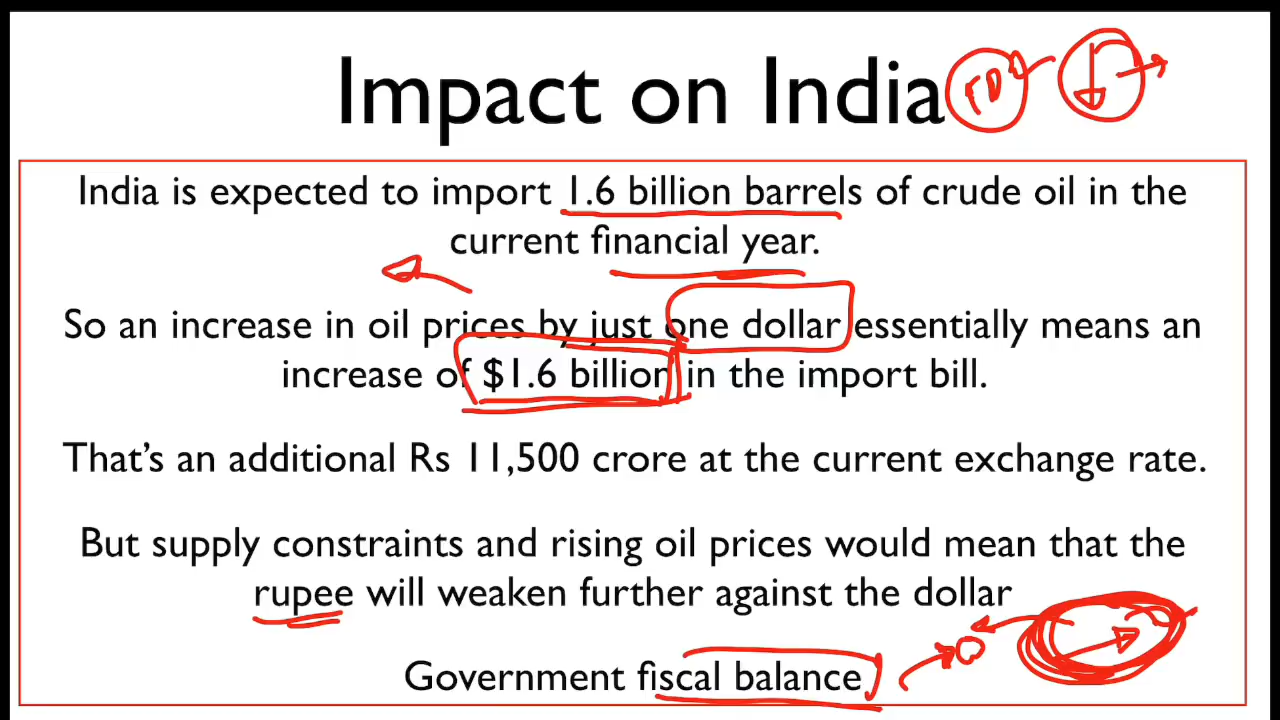 Impact on India
India is expected to import 1.6 billion barrels of crude oil in the
current financial year.
So an increase in oil prices by just one dollar essentially means an
increase of $1.6 billion in the import bill.
That's an additional Rs 11,500 crore at the current exchange rate.
But supply constraints and rising oil prices would mean that the
rupee will weaken further against the dollar
Government fiscal balance